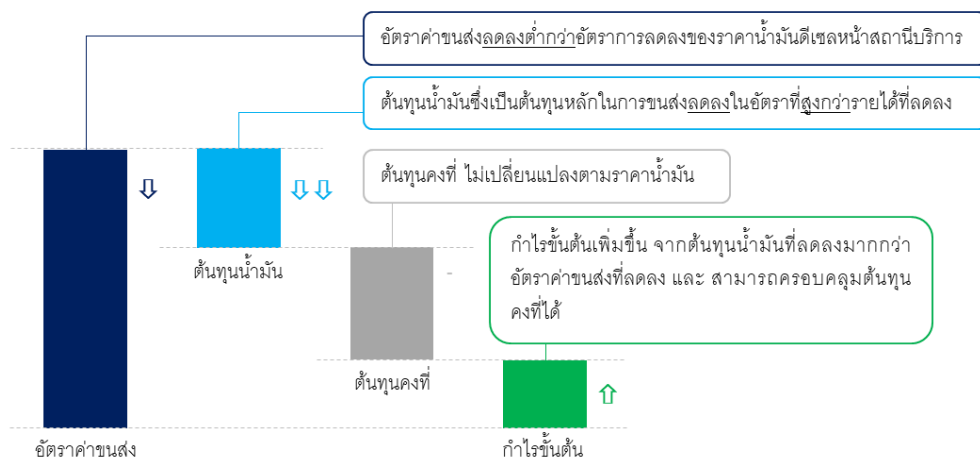 อัตราค่าขนส่งลดลงต่ำกว่าอัตราการลดลงของราคาน้ำมันดีเซลหน้าสถานีบริการ
ต้นทุนน้ำมันซึ่งเป็นต้นทุนหลักในการขนส่งลดลงในอัตราที่สูงกว่ารายได้ที่ลดลง
ต้นทุนคงที่ ไม่เปลี่ยนแปลงตามราคาน้ำมัน
กำไรขั้นต้นเพิ่มขึ้น จากต้นทุนน้ำมันที่ลดลงมากกว่า
อัตราค่าขนส่งที่ลดลง และ สามารถครอบคลุมต้นทุน
คงที่ได้
ต้นทุนน้ำมัน
-
ต้นทุนคงที่
อัตราค่าขนส่ง
กำไรขั้นต้น